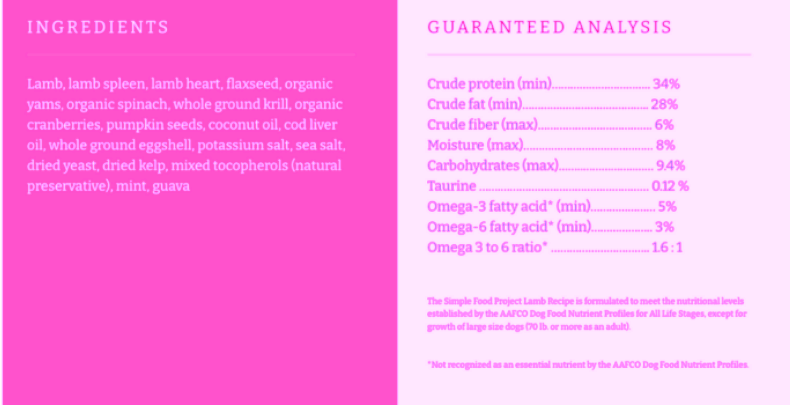 INGREDIENTS
Lamb, lamb spleen, lamb heart, flaxseed, organic
yams, organic spinach, whole ground krill, organic
cranberries, pumpkin seeds, coconut oil, cod liver
oil, whole ground eggshell, potassium salt, sea salt,
dried yeast, dried kelp, mixed tocopherols (natural
preservative), mint, guava
GUARANTEED ANALYSIS
Crude protein (min)............................... 34%
Crude fat (min)....................................... 28%
Crude fiber (max)................................... 6%
Moisture (max)....................................... 8%
Carbohydrates (max).............................. 9.4%
Taurine ..................................................... 0.12 %
Omega-3 fatty acid* (min).................... 5%
Omega-6 fatty acid* (min)................... 3%
Omega 3 to 6 ratio* ............................... 1.6 : 1
The Simple Food Project Lamb Recipe is formulated to meet the nutritional levels
established by the AAFCO Dog Food Nutrient Profiles for All Life Stages, except for
growth of large size dogs (70 lb. or more as an adult).
*Not recognized as an essential nutrient by the AAFCO Dog Food Nutrient Profiles.